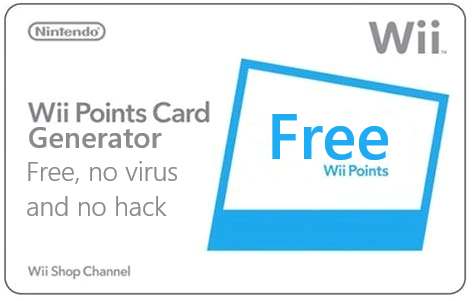 Nintendo
Wii
Wii Points Card
Generator
Free, no virus
and no hack
Free
Wii Points
Wii Shop Channel